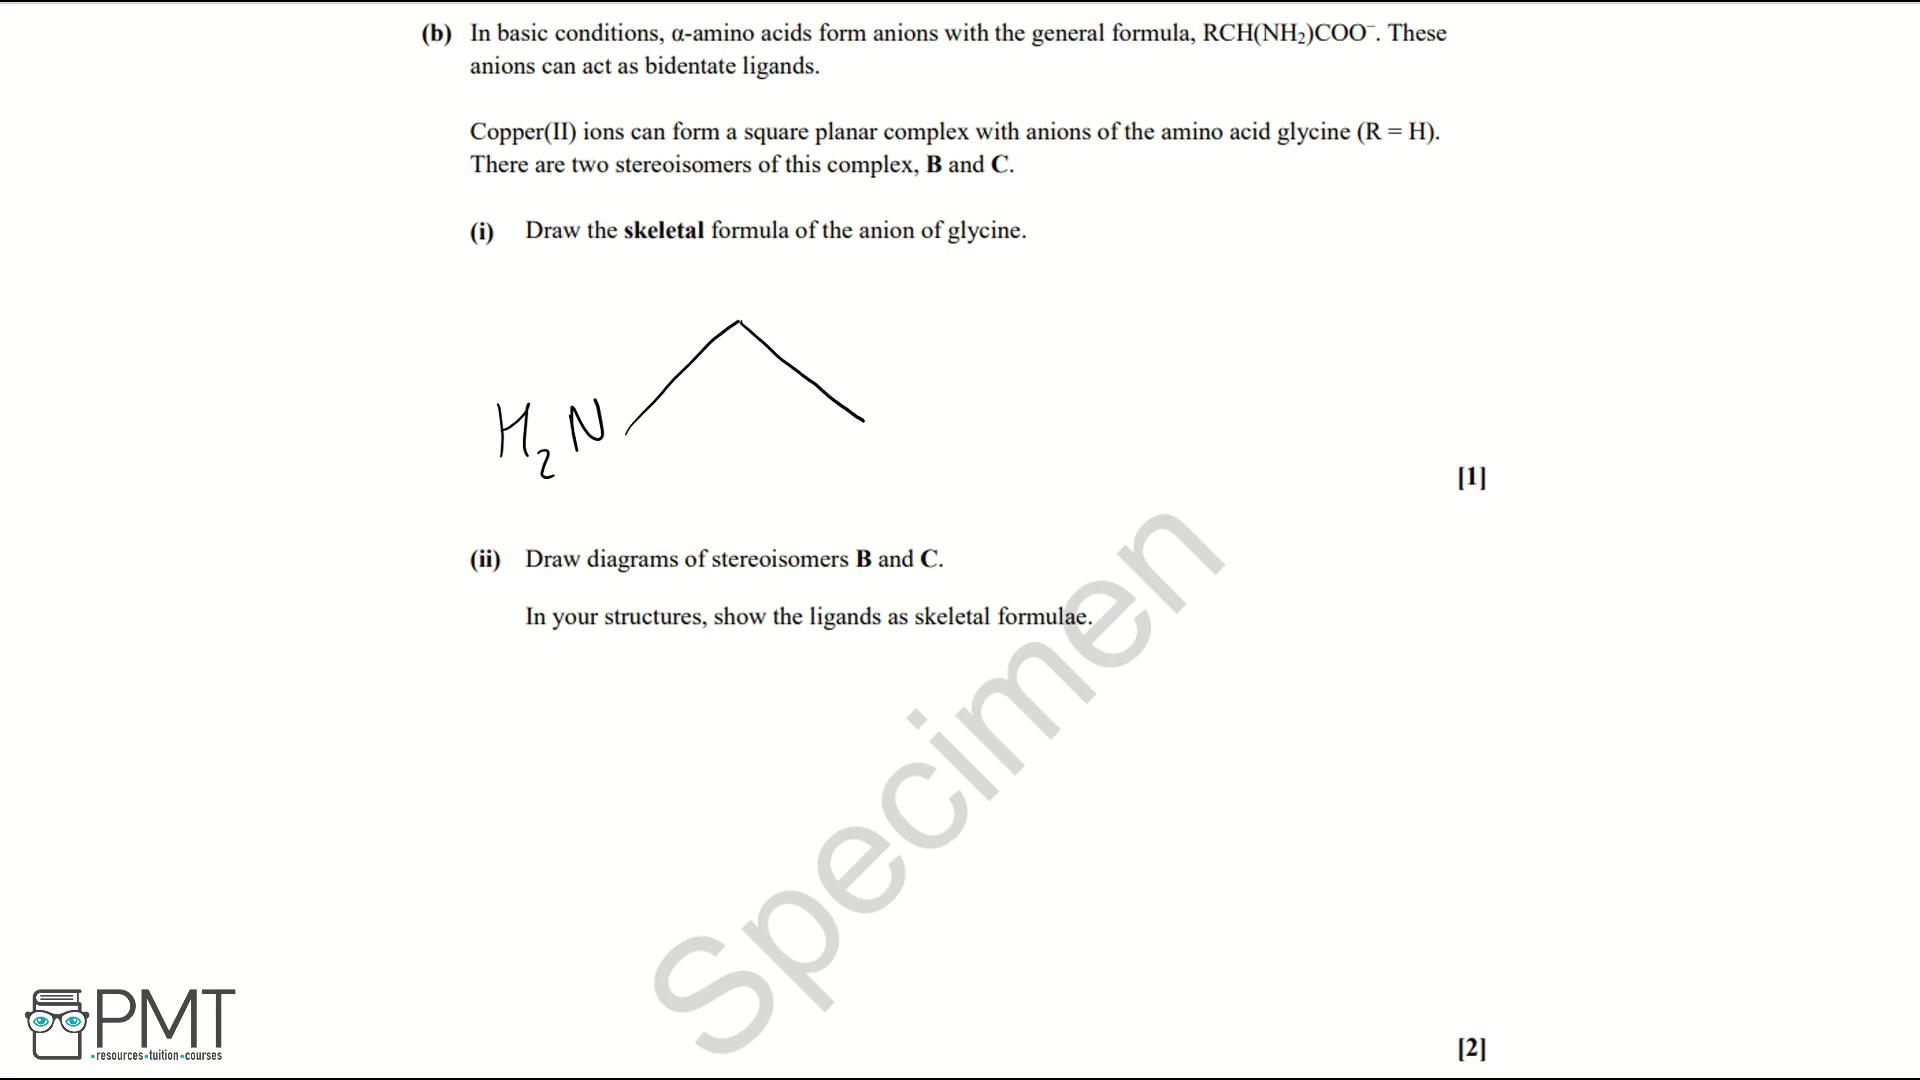 (b) In basic conditions, α-amino acids form anions with the general formula, RCH(NH₂)COO⁻. These
anions can act as bidentate ligands.
Copper(II) ions can form a square planar complex with anions of the amino acid glycine (R = H).
There are two stereoisomers of this complex, B and C.
(i) Draw the skeletal formula of the anion of glycine.
H₂N
[1]
(ii) Draw diagrams of stereoisomers B and C.
In your structures, show the ligands as skeletal formulae.
Specimen
[2]
PMT
•resources•tuition•courses